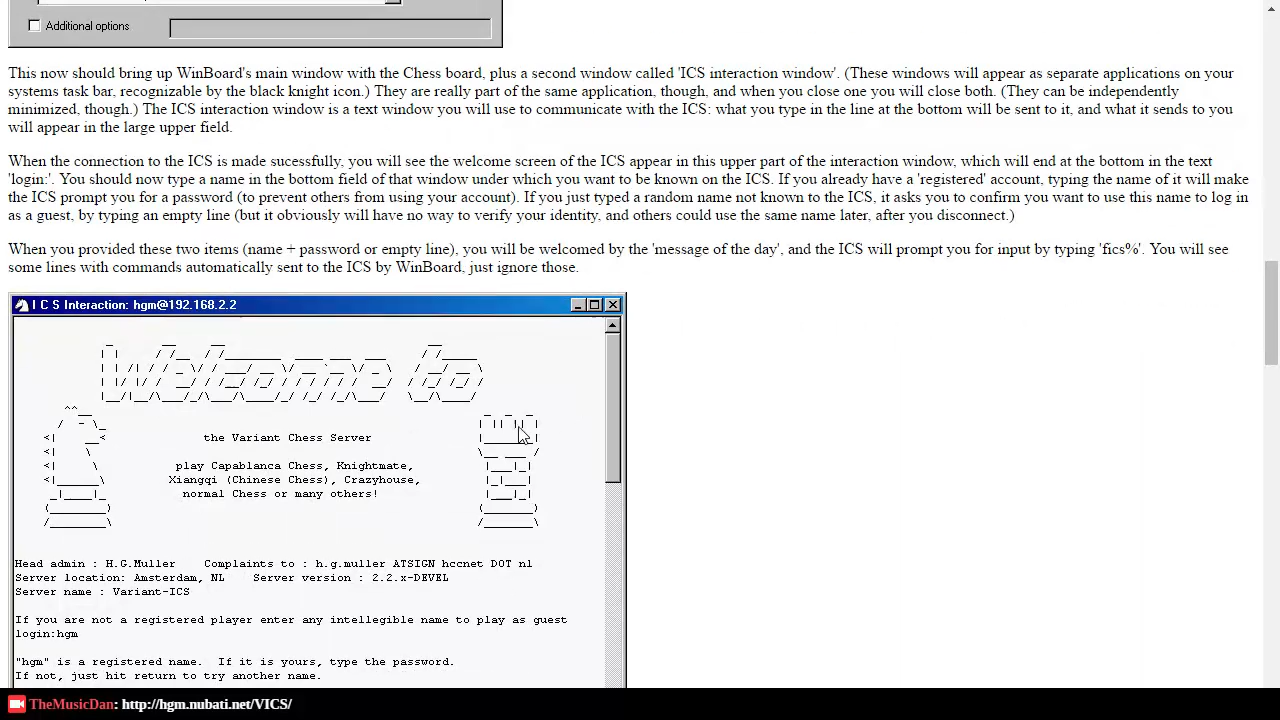 Additional options
This now should bring up WinBoard's main window with the Chess board, plus a second window called 'ICS interaction window'. (These windows will appear as separate applications on your
systems task bar, recognizable by the black knight icon.) They are really part of the same application, though, and when you close one you will close both. (They can be independently
minimized, though.) The ICS interaction window is a text window you will use to communicate with the ICS: what you type in the line at the bottom will be sent to it, and what it sends to you
will appear in the large upper field.
When the connection to the ICS is made sucessfully, you will see the welcome screen of the ICS appear in this upper part of the interaction window, which will end at the bottom in the text
'login:'. You should now type a name in the bottom field of that window under which you want to be known on the ICS. If you already have a 'registered' account, typing the name of it will make
the ICS prompt you for a password (to prevent others from using your account). If you just typed a random name not known to the ICS, it asks you to confirm you want to use this name to log in
as a guest, by typing an empty line (but it obviously will have no way to verify your identity, and others could use the same name later, after you disconnect.)
When you provided these two items (name + password or empty line), you will be welcomed by the 'message of the day', and the ICS will prompt you for input by typing 'fics%'. You will see
some lines with commands automatically sent to the ICS by WinBoard, just ignore those.
I C S Interaction: hgm@192.168.2.2
Welcome to
the Variant Chess Server
play Capablanca Chess, Knightmate,
Xiangqi (Chinese Chess), Crazyhouse,
normal Chess or many others!
Head admin : H.G.Muller Complaints to : h.g.muller ATSIGN hccnet DOT nl
Server location: Amsterdam, NL Server version : 2.2.x-DEVEL
Server name : Variant-ICS
If you are not a registered player enter any intellegible name to play as guest
login:hgm
"hgm" is a registered name. If it is yours, type the password.
If not, just hit return to try another name.
TheMusicDan: http://hgm.nubati.net/VICS/